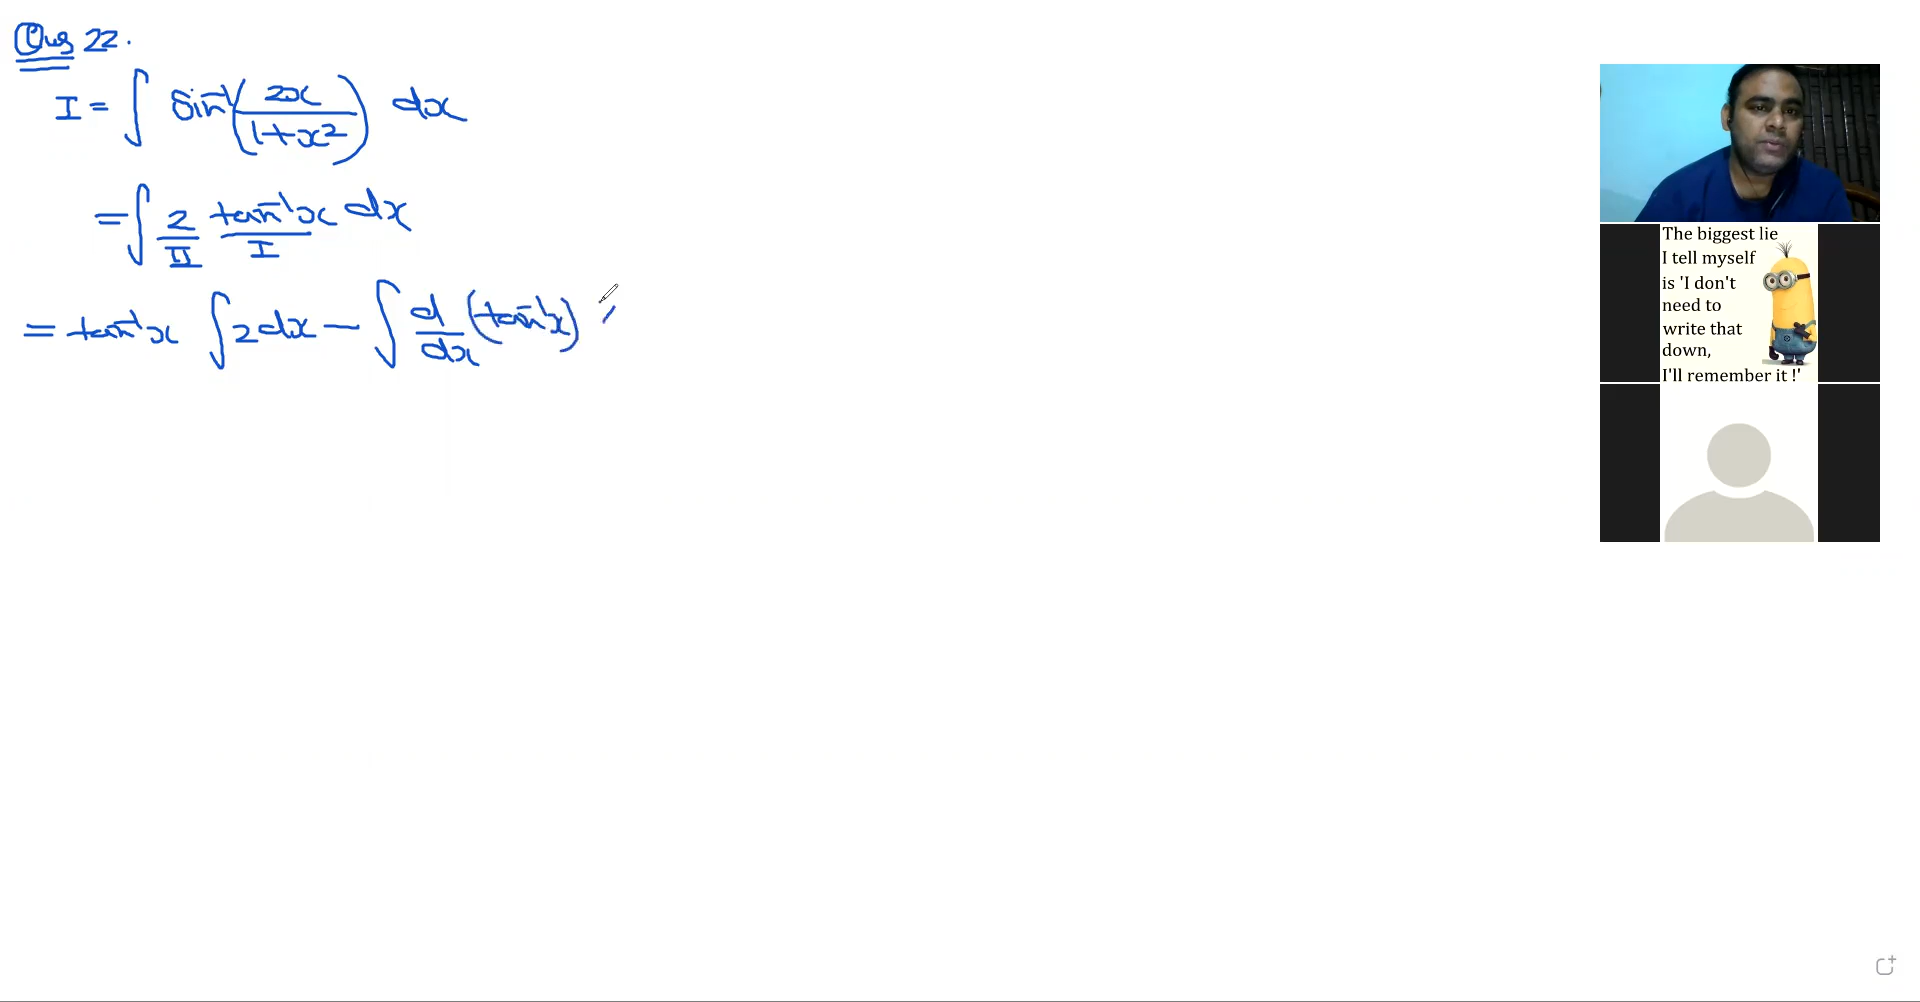 Ques 22.
I = ∫ sin⁻¹(2x/(1+x²)) dx
= ∫ 2/II tan⁻¹x/I dx
= tan⁻¹x ∫ 2dx − ∫ d/dx (tan⁻¹x)
The biggest lie
I tell myself
is 'I don't
need to
write that
down,
I'll remember it !'